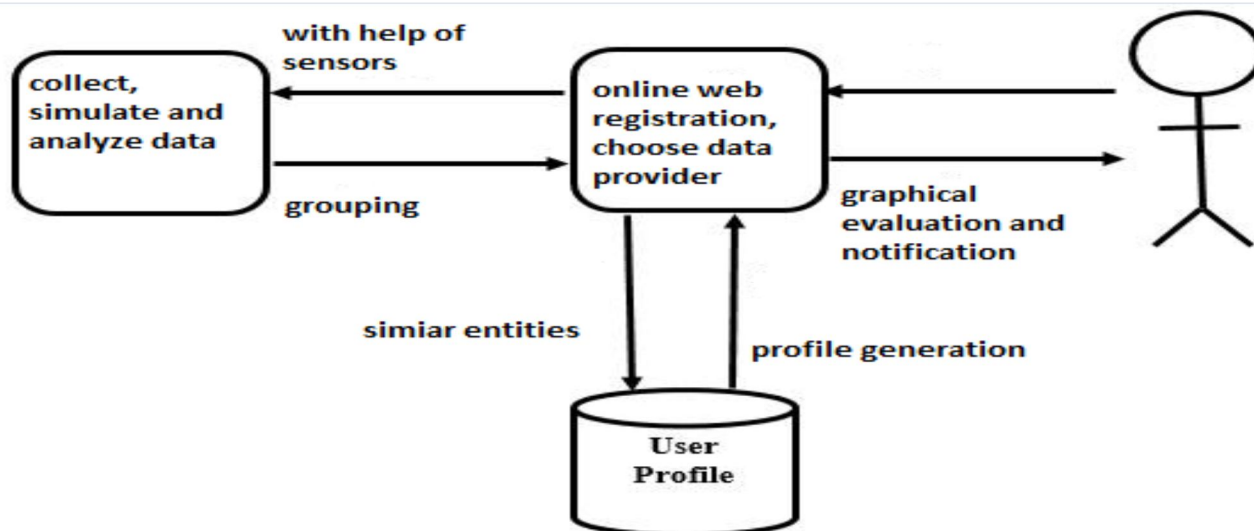 with help of
sensors
collect,
simulate and
analyze data
online web
registration,
choose data
provider
grouping
graphical
evaluation and
notification
simiar entities
profile generation
User
Profile